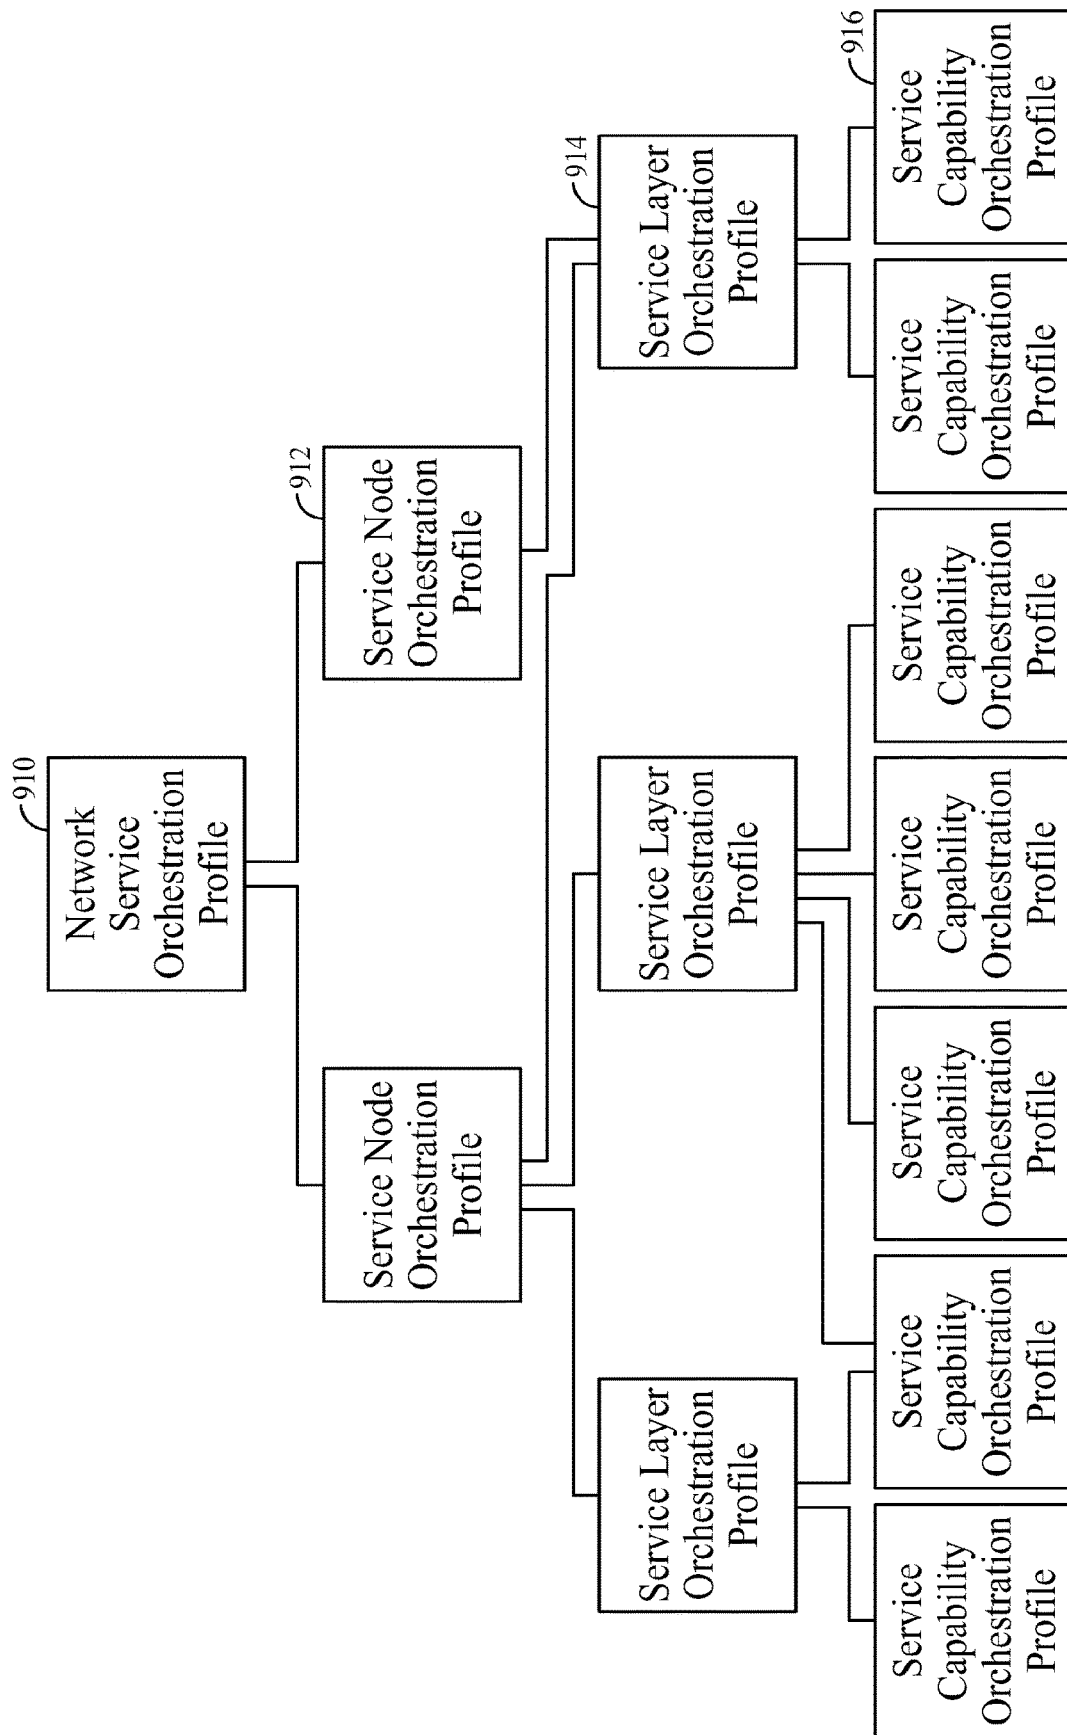 910
Network
Service
Orchestration
Profile
Service Node
Orchestration
Profile
912
Service Node
Orchestration
Profile
Service Layer
Orchestration
Profile
Service Layer
Orchestration
Profile
914
Service Layer
Orchestration
Profile
Service
Capability
Orchestration
Profile
Service
Capability
Orchestration
Profile
Service
Capability
Orchestration
Profile
Service
Capability
Orchestration
Profile
Service
Capability
Orchestration
Profile
Service
Capability
Orchestration
Profile
916
Service
Capability
Orchestration
Profile